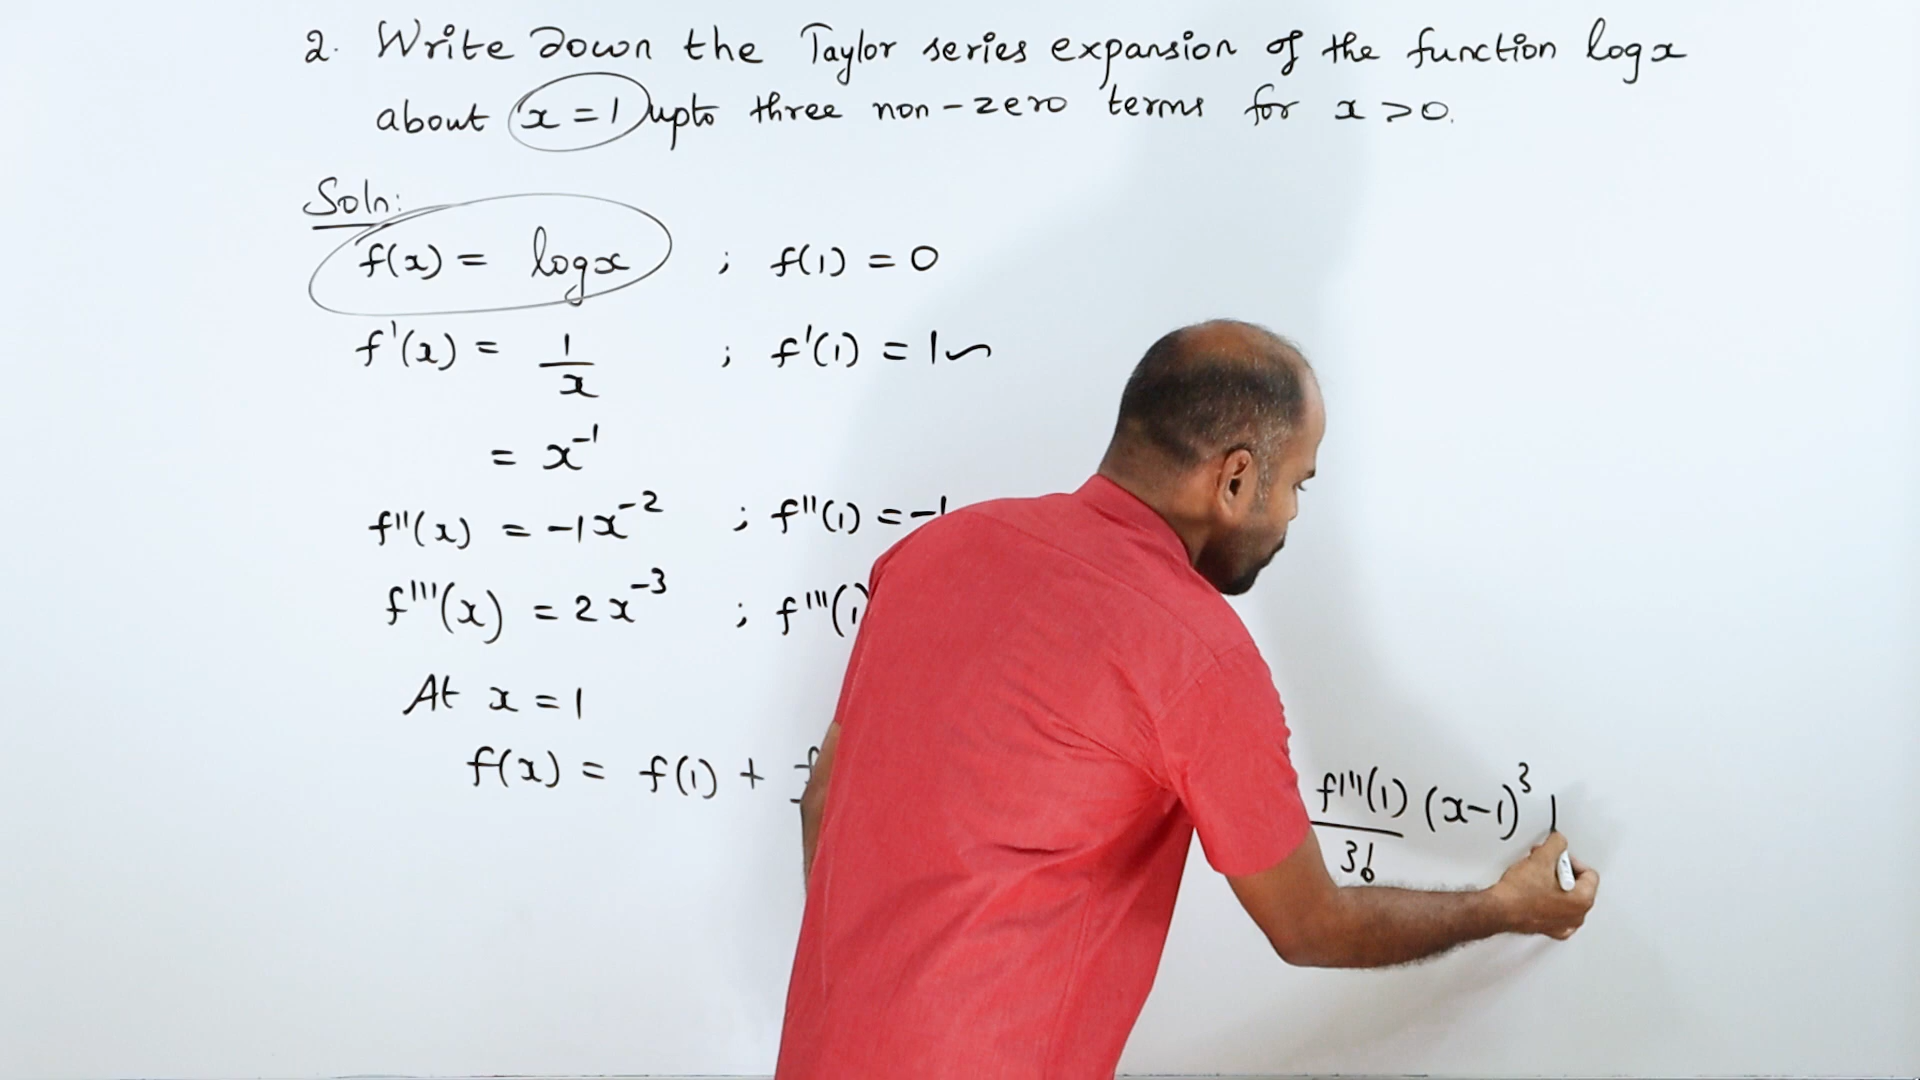 2. Write down the Taylor series expansion of the function log x
about x = 1 upto three non-zero terms for x > 0.
Soln:
f(x) = log x ; f(1) = 0
f'(x) = 1/x ; f'(1) = 1
= x⁻¹
f''(x) = -1x⁻² ; f''(1) = -1
f'''(x) = 2x⁻³ ; f'''(1)
At x = 1
f(x) = f(1) + f'''(1)/3! (x-1)³